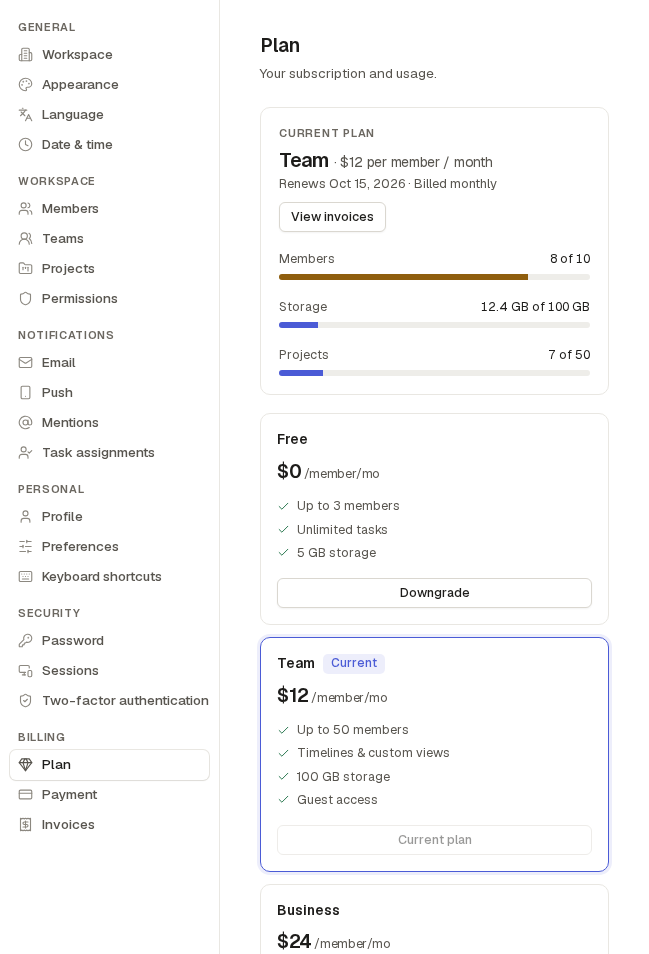 GENERAL
Workspace
Appearance
Language
Date & time
WORKSPACE
Members
Teams
Projects
Permissions
NOTIFICATIONS
Email
Push
Mentions
Task assignments
PERSONAL
Profile
Preferences
Keyboard shortcuts
SECURITY
Password
Sessions
Two-factor authentication
BILLING
Plan
Payment
Invoices
Plan
Your subscription and usage.
CURRENT PLAN
Team · $12 per member / month
Renews Oct 15, 2026 · Billed monthly
View invoices
Members 8 of 10
Storage 12.4 GB of 100 GB
Projects 7 of 50
Free
$0 /member/mo
Up to 3 members
Unlimited tasks
5 GB storage
Downgrade
Team Current
$12 /member/mo
Up to 50 members
Timelines & custom views
100 GB storage
Guest access
Current plan
Business
$24 /member/mo